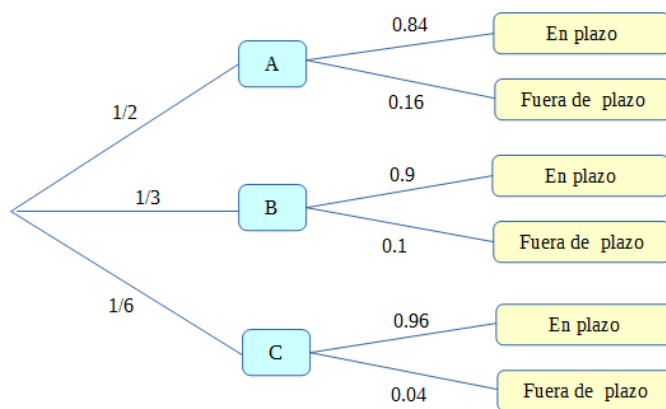 0.84
En plazo
A
1/2
0.16
Fuera de plazo
0.9
En plazo
1/3
B
0.1
Fuera de plazo
1/6
0.96
En plazo
C
0.04
Fuera de plazo